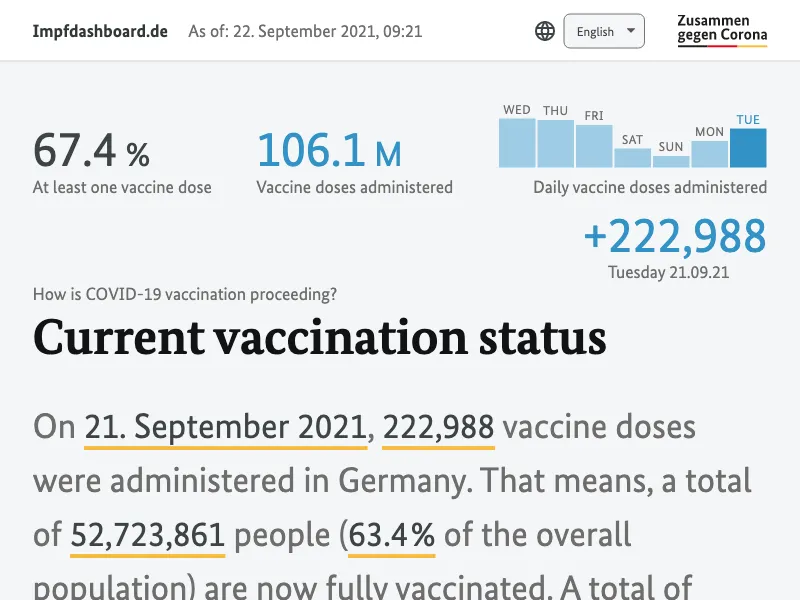 Impfdashboard.de
As of: 22. September 2021, 09:21
English
Zusammen
gegen Corona
67.4 %
At least one vaccine dose
106.1 M
Vaccine doses administered
WED THU FRI SAT SUN MON TUE
Daily vaccine doses administered
+222,988
Tuesday 21.09.21
How is COVID-19 vaccination proceeding?
Current vaccination status
On 21. September 2021, 222,988 vaccine doses
were administered in Germany. That means, a total
of 52,723,861 people (63.4% of the overall
population) are now fully vaccinated. A total of